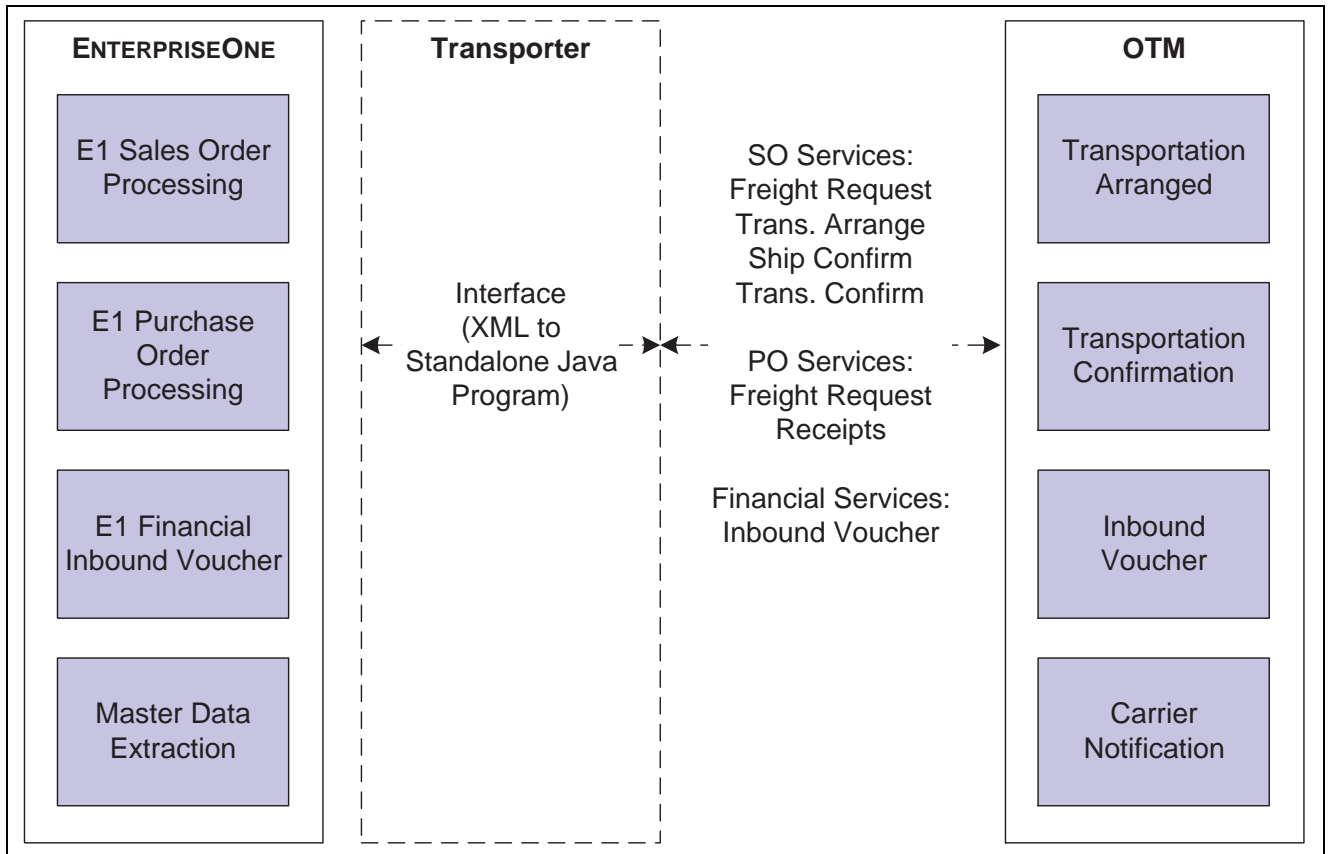 ENTERPRISEONE
E1 Sales Order
Processing
E1 Purchase
Order
Processing
E1 Financial
Inbound Voucher
Master Data
Extraction
Transporter
Interface
(XML to
Standalone Java
Program)
SO Services:
Freight Request
Trans. Arrange
Ship Confirm
Trans. Confirm
PO Services:
Freight Request
Receipts
Financial Services:
Inbound Voucher
OTM
Transportation
Arranged
Transportation
Confirmation
Inbound
Voucher
Carrier
Notification